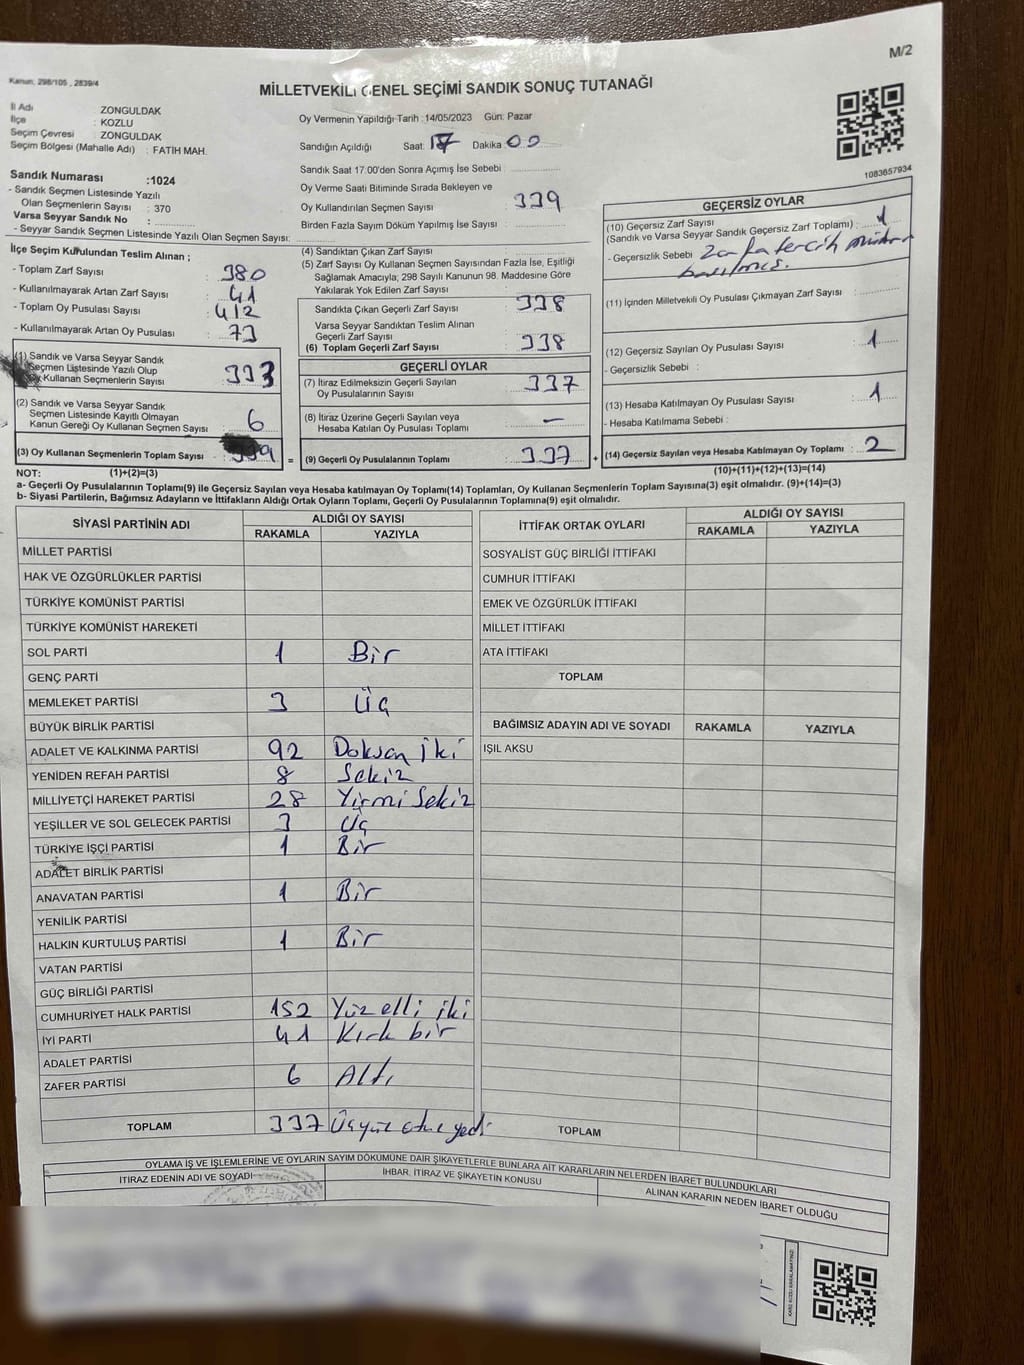 M/2
Kanun: 298/105 , 2839/4
MİLLETVEKİLİ GENEL SEÇİMİ SANDIK SONUÇ TUTANAĞI
İl Adı : ZONGULDAK
İlçe : KOZLU
Seçim Çevresi : ZONGULDAK
Seçim Bölgesi (Mahalle Adı) : FATİH MAH.
Sandık Numarası :1024
- Sandık Seçmen Listesinde Yazılı
Olan Seçmenlerin Sayısı : 370
Varsa Seyyar Sandık No :
- Seyyar Sandık Seçmen Listesinde Yazılı Olan Seçmen Sayısı:
Oy Vermenin Yapıldığı Tarih :14/05/2023 Gün: Pazar
Sandığın Açıldığı Saat: 17 Dakika 00
Sandık Saat 17:00'den Sonra Açımış İse Sebebi :
Oy Verme Saati Bitiminde Sırada Bekleyen ve
Oy Kullandırılan Seçmen Sayısı : 339
Birden Fazla Sayım Döküm Yapılmış İse Sayısı :
1083657934
İlçe Seçim Kurulundan Teslim Alınan ;
- Toplam Zarf Sayısı : 380
- Kullanılmayarak Artan Zarf Sayısı : 41
- Toplam Oy Pusulası Sayısı : 412
- Kullanılmayarak Artan Oy Pusulası : 73
(1) Sandık ve Varsa Seyyar Sandık
Seçmen Listesinde Yazılı Olup
Oy Kullanan Seçmenlerin Sayısı : 333
(2) Sandık ve Varsa Seyyar Sandık
Seçmen Listesinde Kayıtlı Olmayan
Kanun Gereği Oy Kullanan Seçmen Sayısı : 6
(3) Oy Kullanan Seçmenlerin Toplam Sayısı : 339 =
(4) Sandıktan Çıkan Zarf Sayısı :
(5) Zarf Sayısı Oy Kullanan Seçmen Sayısından Fazla İse, Eşitliği
Sağlamak Amacıyla; 298 Sayılı Kanunun 98. Maddesine Göre
Yakılarak Yok Edilen Zarf Sayısı :
Sandıkta Çıkan Geçerli Zarf Sayısı : 338
Varsa Seyyar Sandıktan Teslim Alınan
Geçerli Zarf Sayısı :
(6) Toplam Geçerli Zarf Sayısı : 338
GEÇERLİ OYLAR
(7) İtiraz Edilmeksizin Geçerli Sayılan
Oy Pusulalarının Sayısı : 337
(8) İtiraz Üzerine Geçerli Sayılan veya
Hesaba Katılan Oy Pusulası Toplamı : —
(9) Geçerli Oy Pusulalarının Toplamı : 337 +
GEÇERSİZ OYLAR
(10) Geçersiz Zarf Sayısı : 1
(Sandık ve Varsa Seyyar Sandık Geçersiz Zarf Toplamı) :
- Geçersizlik Sebebi : Zarfa tercih mührü
basılmış.
(11) İçinden Milletvekili Oy Pusulası Çıkmayan Zarf Sayısı :
(12) Geçersiz Sayılan Oy Pusulası Sayısı : 1
- Geçersizlik Sebebi :
(13) Hesaba Katılmayan Oy Pusulası Sayısı : 1
- Hesaba Katılmama Sebebi :
(14) Geçersiz Sayılan veya Hesaba Katılmayan Oy Toplamı : 2
NOT: (1)+(2)=(3) (10)+(11)+(12)+(13)=(14)
a- Geçerli Oy Pusulalarının Toplamı(9) ile Geçersiz Sayılan veya Hesaba katılmayan Oy Toplamı(14) Toplamları, Oy Kullanan Seçmenlerin Toplam Sayısına(3) eşit olmalıdır. (9)+(14)=(3)
b- Siyasi Partilerin, Bağımsız Adayların ve İttifakların Aldığı Ortak Oyların Toplamı, Geçerli Oy Pusulalarının Toplamına(9) eşit olmalıdır.
SİYASİ PARTİNİN ADI ALDIĞI OY SAYISI
RAKAMLA YAZIYLA
MİLLET PARTİSİ
HAK VE ÖZGÜRLÜKLER PARTİSİ
TÜRKİYE KOMÜNİST PARTİSİ
TÜRKİYE KOMÜNİST HAREKETİ
SOL PARTİ 1 Bir
GENÇ PARTİ
MEMLEKET PARTİSİ 3 Üç
BÜYÜK BİRLİK PARTİSİ
ADALET VE KALKINMA PARTİSİ 92 Doksan iki
YENİDEN REFAH PARTİSİ 8 Sekiz
MİLLİYETÇİ HAREKET PARTİSİ 28 Yirmi Sekiz
YEŞİLLER VE SOL GELECEK PARTİSİ 3 Üç
TÜRKİYE İŞÇİ PARTİSİ 1 Bir
ADALET BİRLİK PARTİSİ
ANAVATAN PARTİSİ 1 Bir
YENİLİK PARTİSİ
HALKIN KURTULUŞ PARTİSİ 1 Bir
VATAN PARTİSİ
GÜÇ BİRLİĞİ PARTİSİ
CUMHURİYET HALK PARTİSİ 152 Yüz elli iki
İYİ PARTİ 41 Kırk bir
ADALET PARTİSİ
ZAFER PARTİSİ 6 Altı
TOPLAM 337 Üçyüz otuz yedi
İTTİFAK ORTAK OYLARI ALDIĞI OY SAYISI
RAKAMLA YAZIYLA
SOSYALİST GÜÇ BİRLİĞİ İTTİFAKI
CUMHUR İTTİFAKI
EMEK VE ÖZGÜRLÜK İTTİFAKI
MİLLET İTTİFAKI
ATA İTTİFAKI
TOPLAM
BAĞIMSIZ ADAYIN ADI VE SOYADI RAKAMLA YAZIYLA
IŞIL AKSU
TOPLAM
OYLAMA İŞ VE İŞLEMLERİNE VE OYLARIN SAYIM DÖKÜMÜNE DAİR ŞİKAYETLERLE BUNLARA AİT KARARLARIN NELERDEN İBARET BULUNDUKLARI
İTİRAZ EDENİN ADI VE SOYADI İHBAR, İTİRAZ VE ŞİKAYETİN KONUSU ALINAN KARARIN NEDEN İBARET OLDUĞU